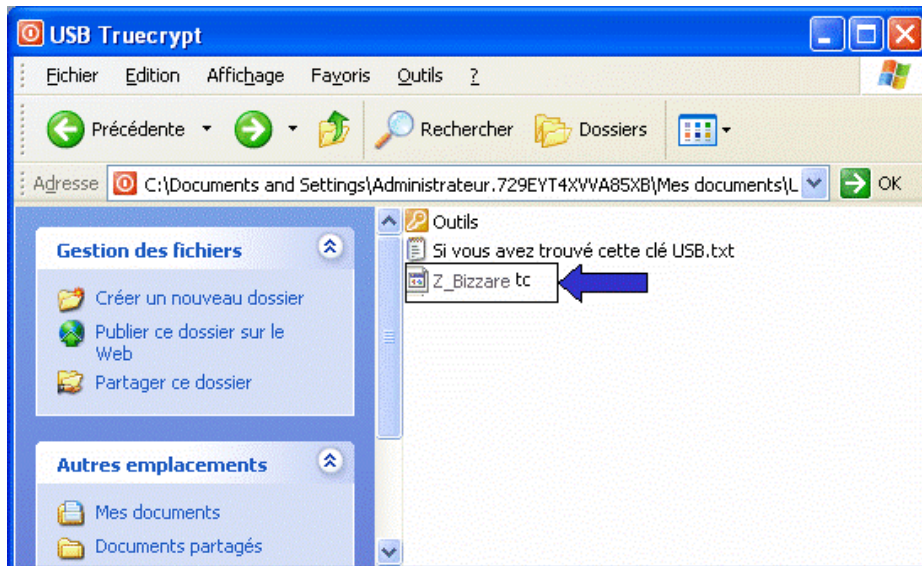 USB Truecrypt
Fichier Edition Affichage Favoris Outils ?
Précédente Rechercher Dossiers
Adresse C:\Documents and Settings\Administrateur.729EYT4XVVA85XB\Mes documents\L OK
Gestion des fichiers
Créer un nouveau dossier
Publier ce dossier sur le
Web
Partager ce dossier
Autres emplacements
Mes documents
Documents partagés
Outils
Si vous avez trouvé cette clé USB.txt
Z_Bizzare tc